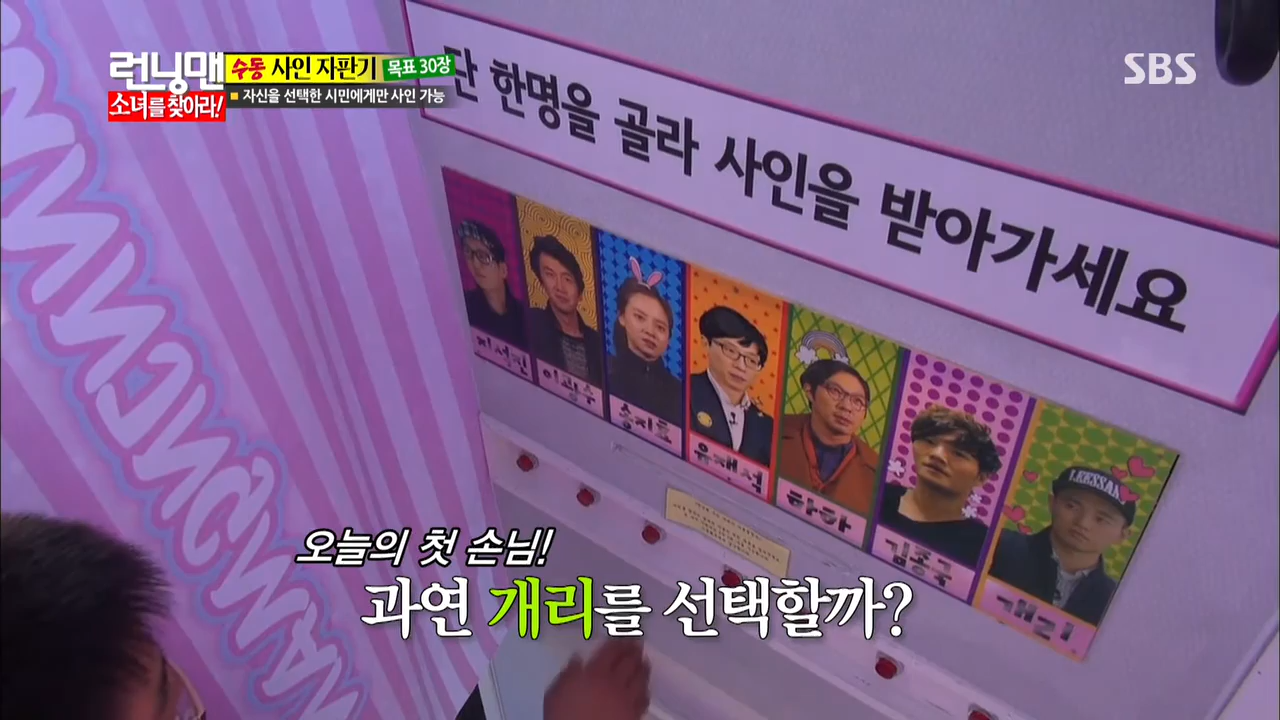 런닝맨
소녀를 찾아라!
수동 사인 자판기 목표 30장
■ 자신을 선택한 시민에게만 사인 가능
SBS
단 한명을 골라 사인을 받아가세요
지석진
이광수
송지효
유재석
하하
김종국
개리
LEESSANG
오늘의 첫 손님!
과연 개리를 선택할까?